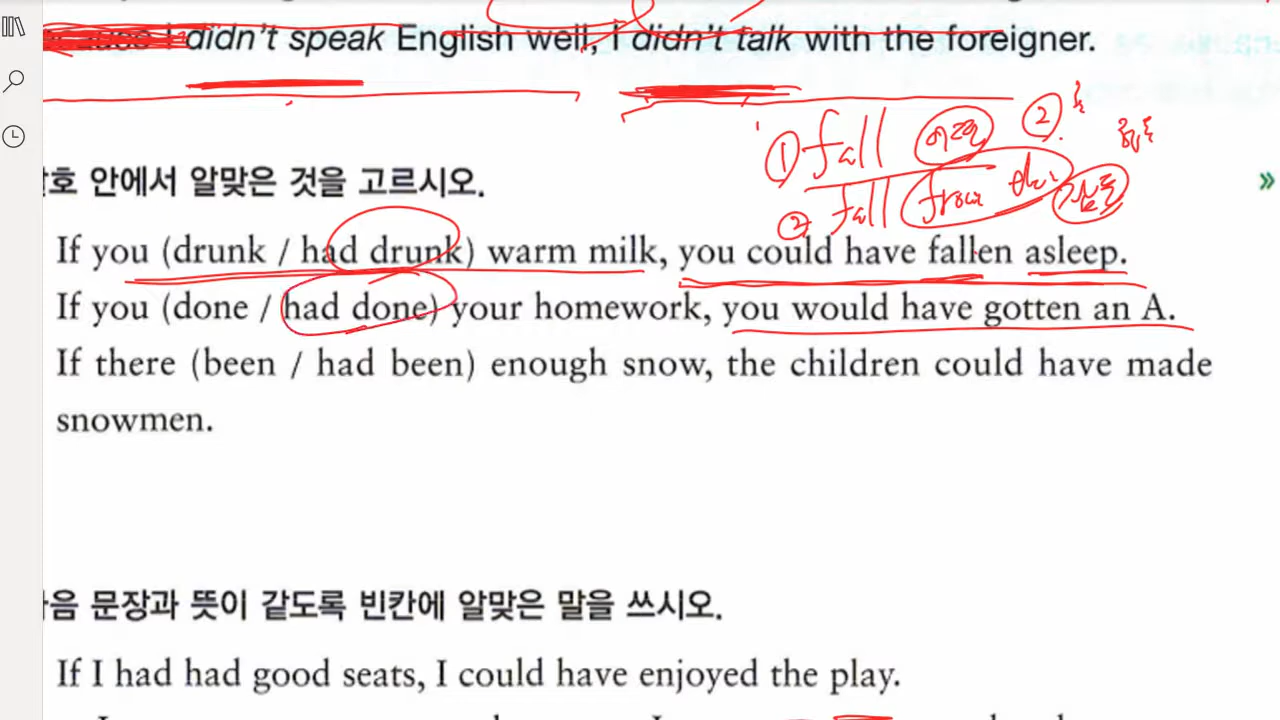 didn't speak English well, I didn't talk with the foreigner.
① fall ②
② fall from
호 안에서 알맞은 것을 고르시오.
If you (drunk / had drunk) warm milk, you could have fallen asleep.
If you (done / had done) your homework, you would have gotten an A.
If there (been / had been) enough snow, the children could have made
snowmen.
음 문장과 뜻이 같도록 빈칸에 알맞은 말을 쓰시오.
If I had had good seats, I could have enjoyed the play.